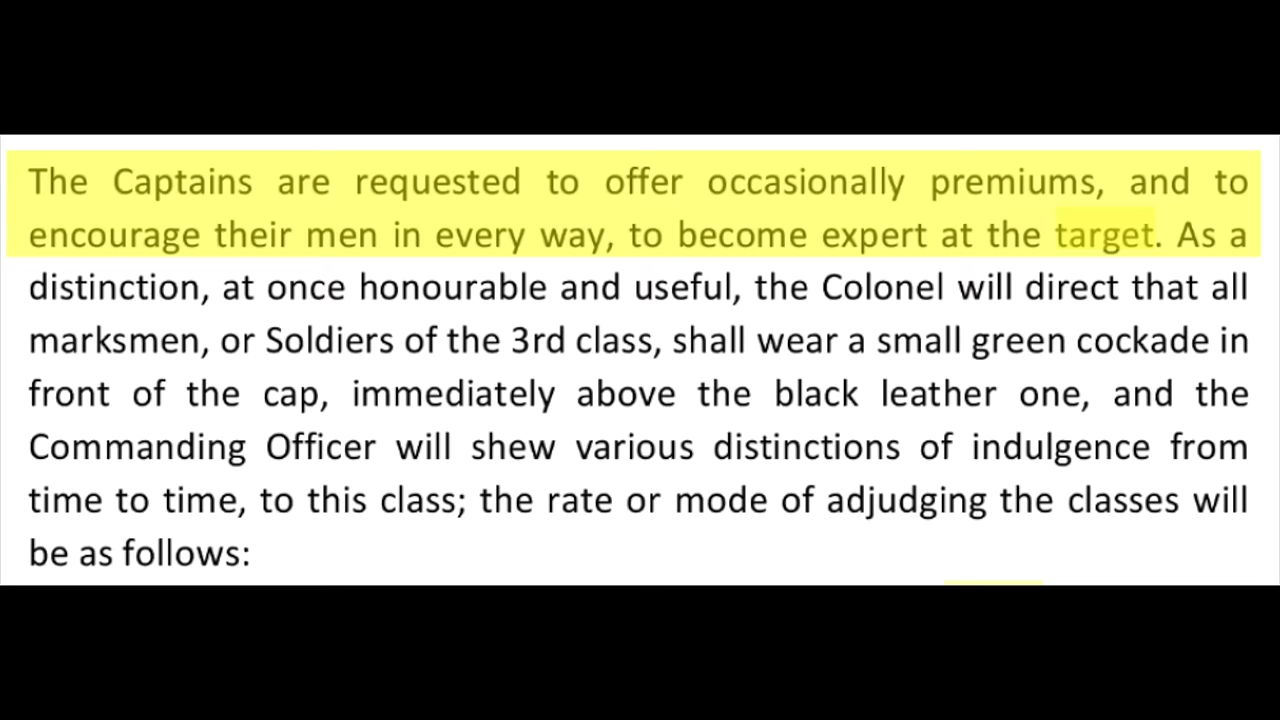 The Captains are requested to offer occasionally premiums, and to
encourage their men in every way, to become expert at the target. As a
distinction, at once honourable and useful, the Colonel will direct that all
marksmen, or Soldiers of the 3rd class, shall wear a small green cockade in
front of the cap, immediately above the black leather one, and the
Commanding Officer will shew various distinctions of indulgence from
time to time, to this class; the rate or mode of adjudging the classes will
be as follows: